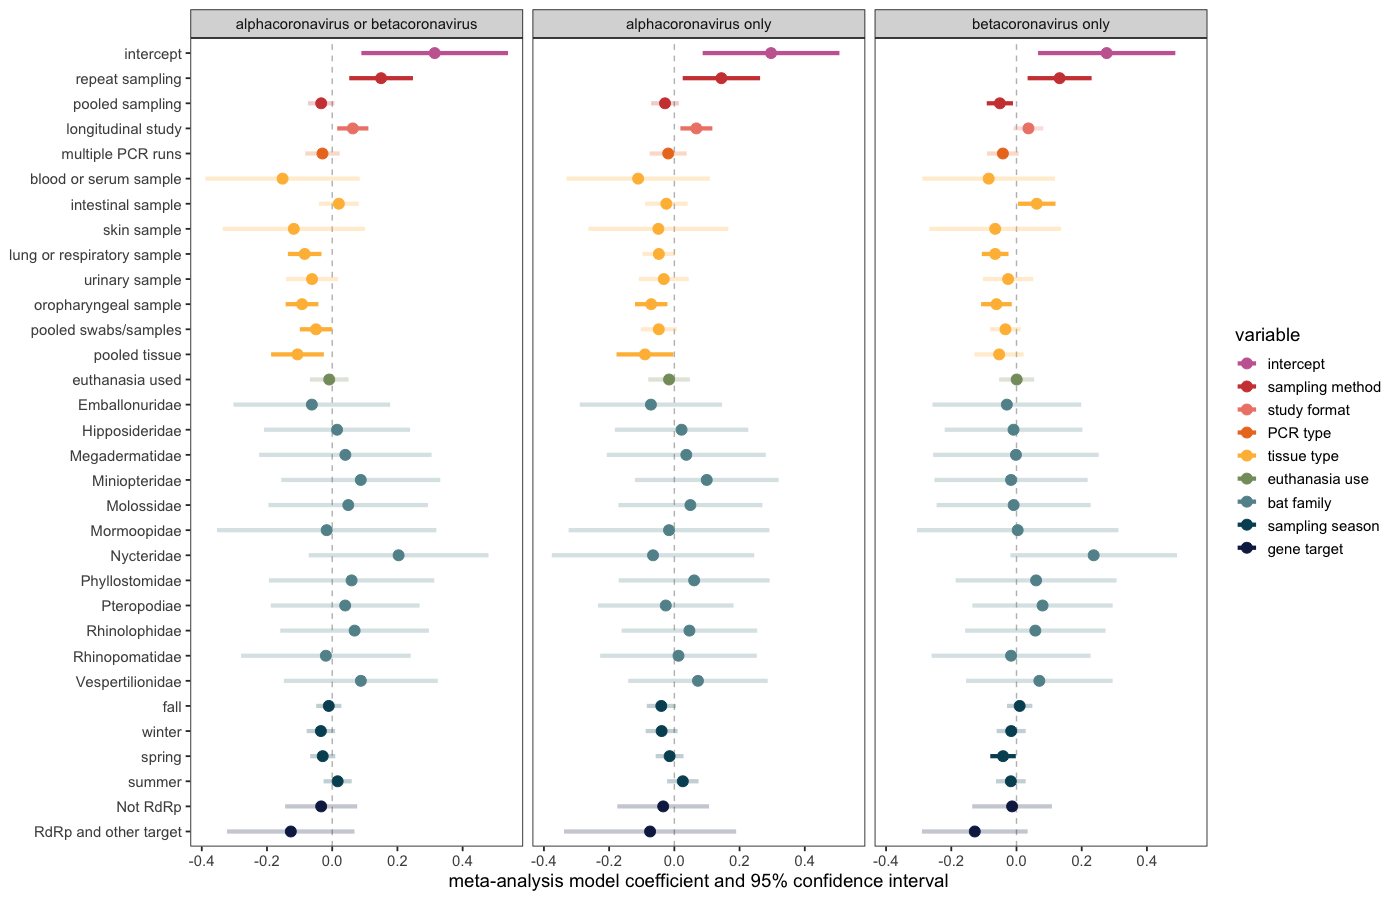 alphacoronavirus or betacoronavirus
alphacoronavirus only
betacoronavirus only
intercept
repeat sampling
pooled sampling
longitudinal study
multiple PCR runs
blood or serum sample
intestinal sample
skin sample
lung or respiratory sample
urinary sample
oropharyngeal sample
pooled swabs/samples
pooled tissue
euthanasia used
Emballonuridae
Hipposideridae
Megadermatidae
Miniopteridae
Molossidae
Mormoopidae
Nycteridae
Phyllostomidae
Pteropodiae
Rhinolophidae
Rhinopomatidae
Vespertilionidae
fall
winter
spring
summer
Not RdRp
RdRp and other target
-0.4 -0.2 0.0 0.2 0.4
-0.4 -0.2 0.0 0.2 0.4
-0.4 -0.2 0.0 0.2 0.4
meta-analysis model coefficient and 95% confidence interval
variable
intercept
sampling method
study format
PCR type
tissue type
euthanasia use
bat family
sampling season
gene target